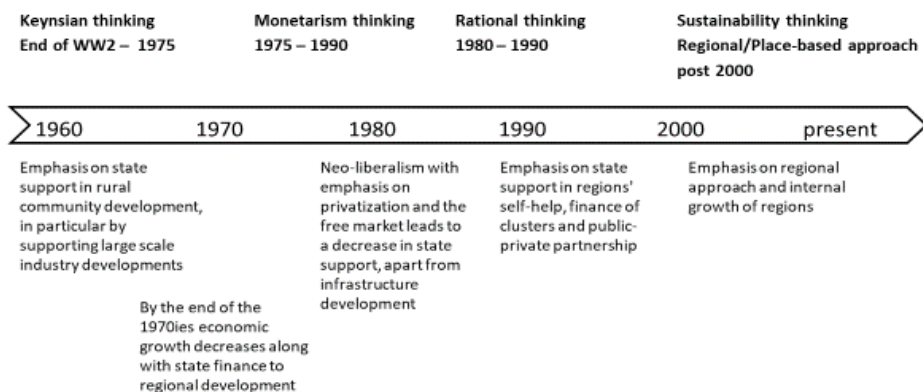 Keynsian thinking
End of WW2 – 1975
Monetarism thinking
1975 – 1990
Rational thinking
1980 – 1990
Sustainability thinking
Regional/Place-based approach
post 2000
1960
1970
1980
1990
2000
present
Emphasis on state
support in rural
community development,
in particular by
supporting large scale
industry developments
By the end of the
1970ies economic
growth decreases along
with state finance to
regional development
Neo-liberalism with
emphasis on
privatization and the
free market leads to
a decrease in state
support, apart from
infrastructure
development
Emphasis on state
support in regions'
self-help, finance of
clusters and public-
private partnership
Emphasis on regional
approach and internal
growth of regions